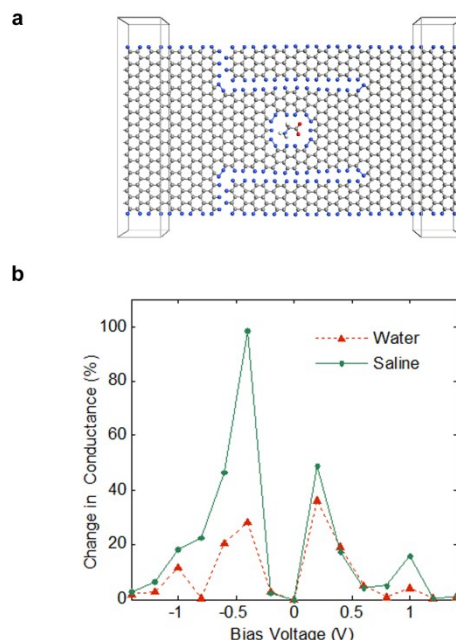 a
b
100
80
60
40
20
0
Change in Conductance (%)
Water
Saline
-1 -0.5 0 0.5 1
Bias Voltage (V)